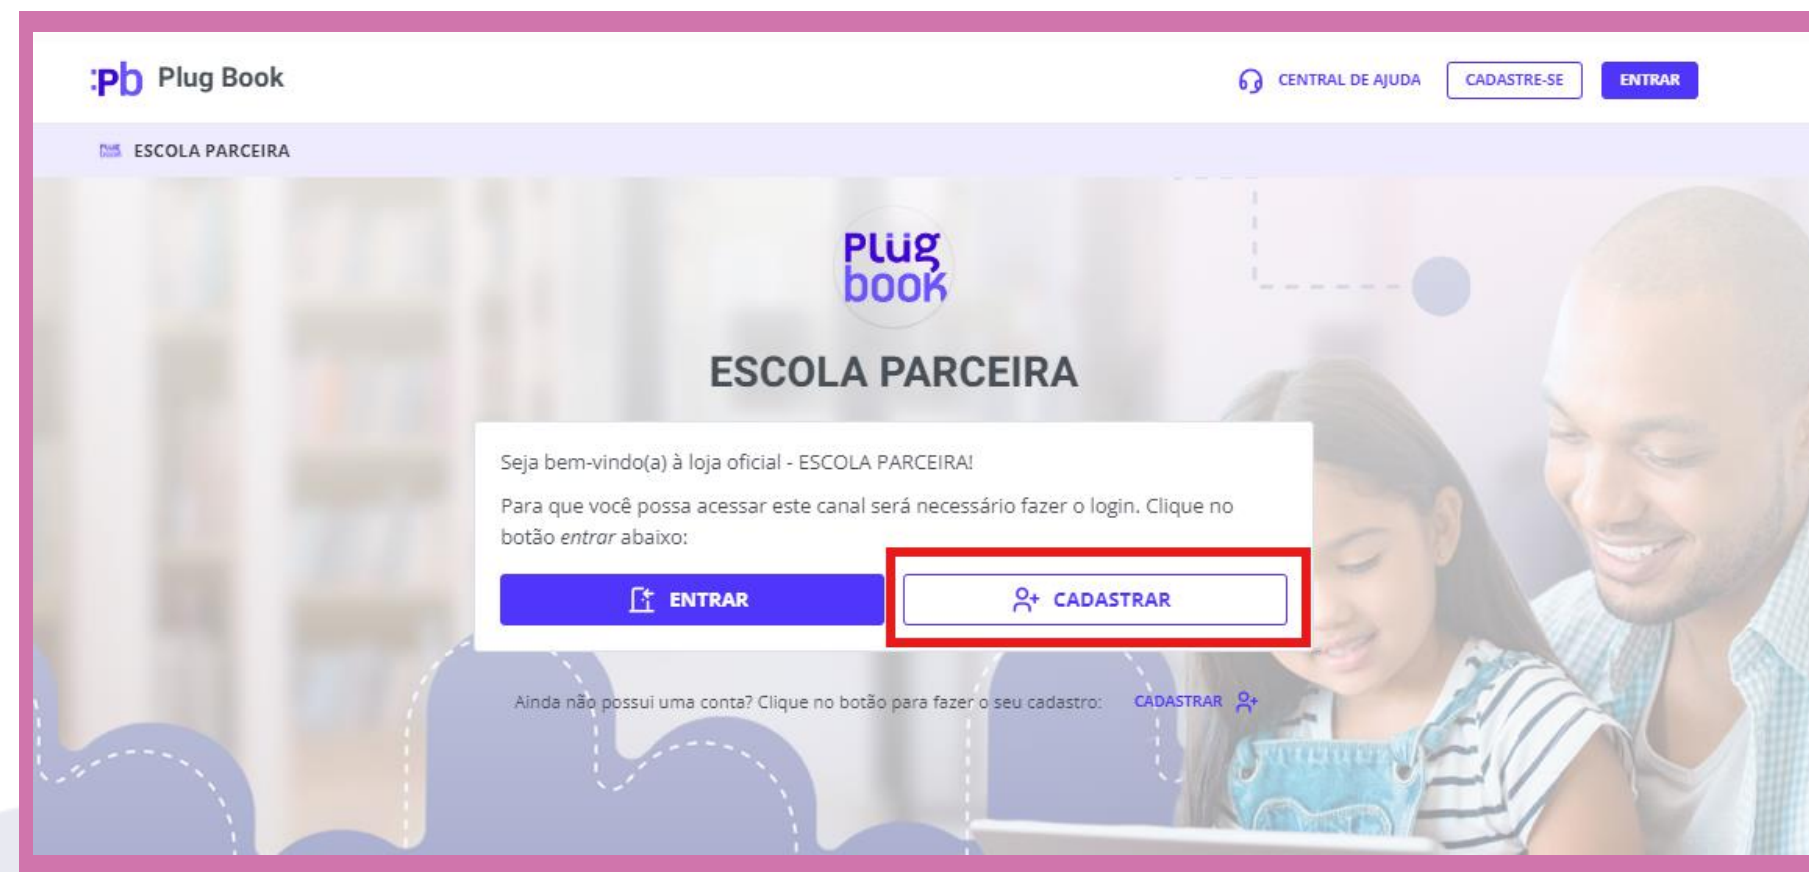 :Pb Plug Book
CENTRAL DE AJUDA
CADASTRE-SE
ENTRAR
ESCOLA PARCEIRA
Plüg
book
ESCOLA PARCEIRA
Seja bem-vindo(a) à loja oficial - ESCOLA PARCEIRA!
Para que você possa acessar este canal será necessário fazer o login. Clique no
botão entrar abaixo:
ENTRAR
CADASTRAR
Ainda não possui uma conta? Clique no botão para fazer o seu cadastro: CADASTRAR